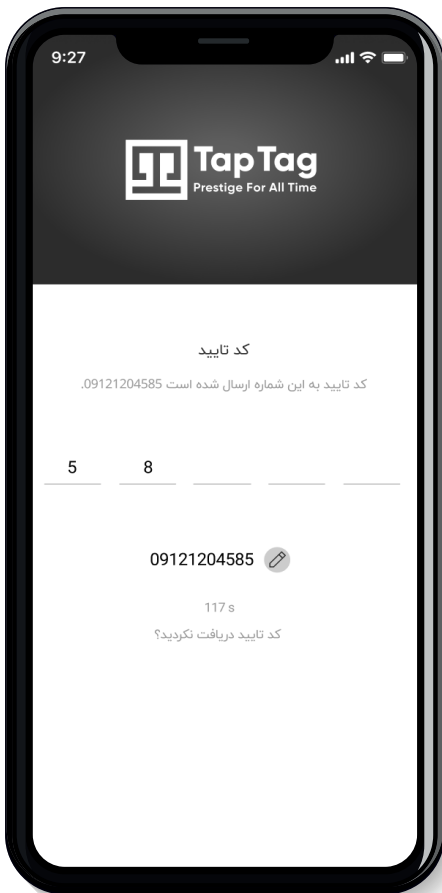 9:27
TapTag
Prestige For All Time
کد تایید
کد تایید به این شماره ارسال شده است 09121204585.
5 8
09121204585
117 s
کد تایید دریافت نکردید؟